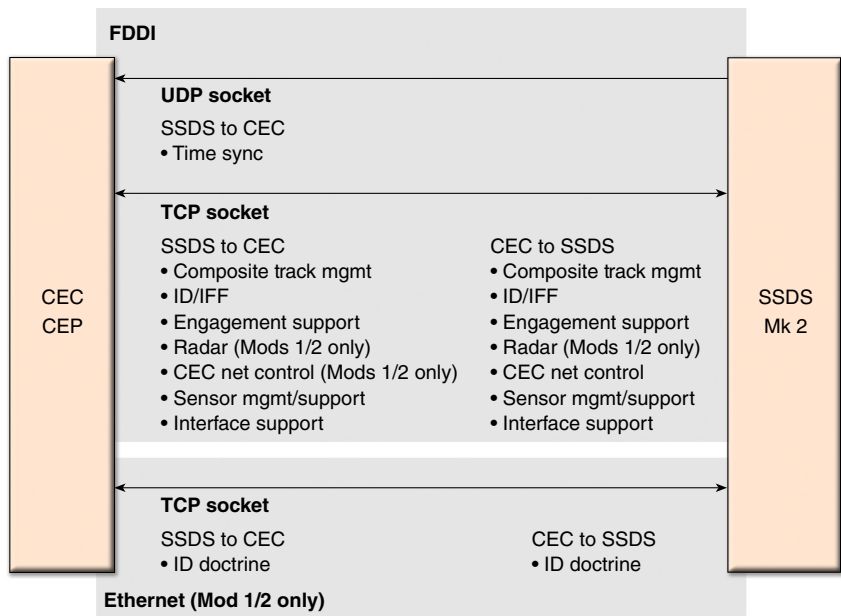 FDDI
UDP socket
SSDS to CEC
• Time sync
TCP socket
SSDS to CEC
• Composite track mgmt
• ID/IFF
• Engagement support
• Radar (Mods 1/2 only)
• CEC net control (Mods 1/2 only)
• Sensor mgmt/support
• Interface support
CEC to SSDS
• Composite track mgmt
• ID/IFF
• Engagement support
• Radar (Mods 1/2 only)
• CEC net control
• Sensor mgmt/support
• Interface support
CEC
CEP
SSDS
Mk 2
TCP socket
SSDS to CEC
• ID doctrine
CEC to SSDS
• ID doctrine
Ethernet (Mod 1/2 only)